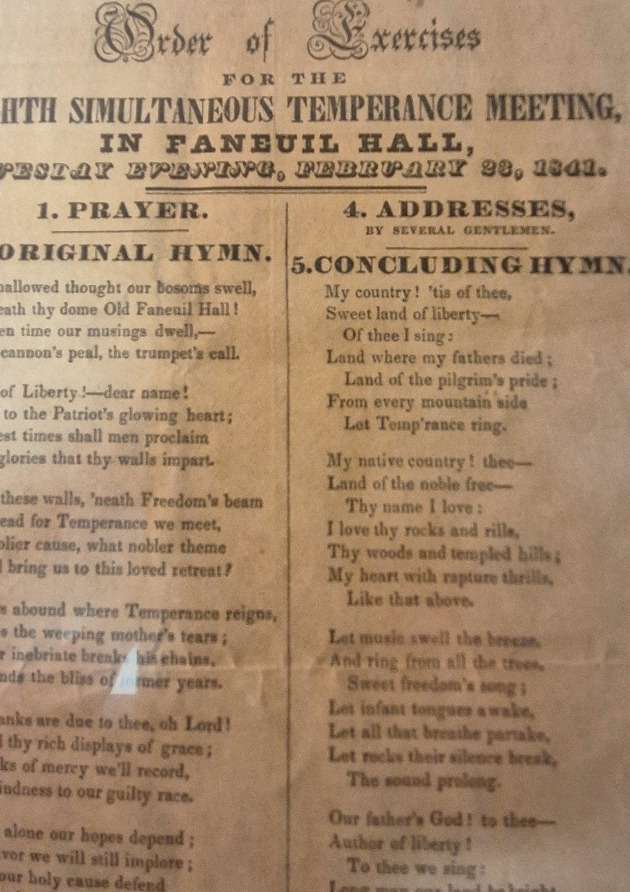 Order of Exercises
FOR THE
HTH SIMULTANEOUS TEMPERANCE MEETING,
IN FANEUIL HALL,
UESDAY EVENING, FEBRUARY 23, 1841.
1. PRAYER.
ORIGINAL HYMN.
hallowed thought our bosoms swell,
eath thy dome Old Faneuil Hall!
en time our musings dwell,—
cannon's peal, the trumpet's call.
of Liberty!—dear name!
to the Patriot's glowing heart;
est times shall men proclaim
glories that thy walls impart.
these walls, 'neath Freedom's beam
ead for Temperance we meet,
blier cause, what nobler theme
bring us to this loved retreat?
s abound where Temperance reigns,
s the weeping mother's tears;
r inebriate breaks his chains,
nds the bliss of former years.
anks are due to thee, oh Lord!
thy rich displays of grace;
ks of mercy we'll record,
indness to our guilty race.
alone our hopes depend;
vor we will still implore;
our holy cause defend
4. ADDRESSES,
BY SEVERAL GENTLEMEN.
5. CONCLUDING HYMN.
My country! 'tis of thee,
Sweet land of liberty—
Of thee I sing:
Land where my fathers died;
Land of the pilgrim's pride;
From every mountain side
Let Temp'rance ring.
My native country! thee—
Land of the noble free—
Thy name I love:
I love thy rocks and rills,
Thy woods and templed hills;
My heart with rapture thrills,
Like that above.
Let music swell the breeze,
And ring from all the trees,
Sweet freedom's song;
Let infant tongues awake,
Let all that breathe partake,
Let rocks their silence break,
The sound prolong.
Our father's God! to thee—
Author of liberty!
To thee we sing:
Long may our land be bright